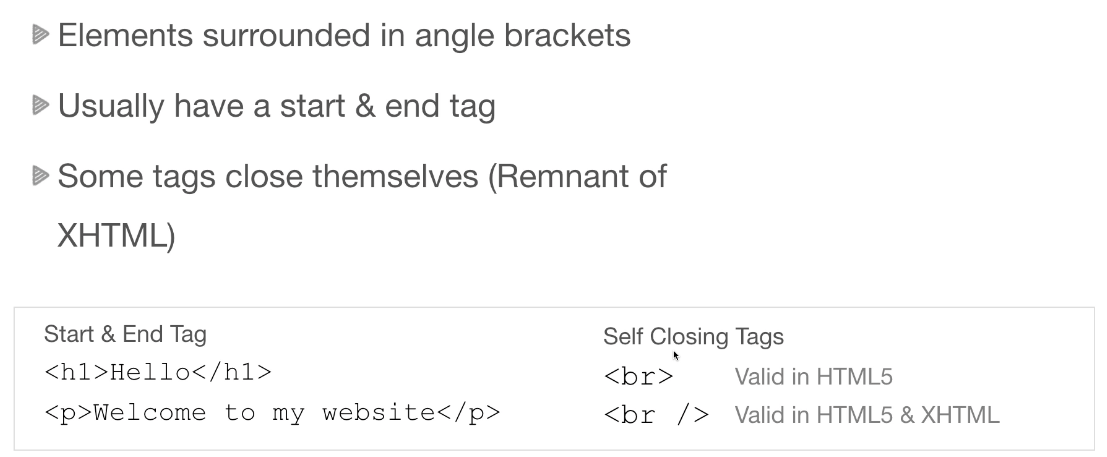 Elements surrounded in angle brackets
Usually have a start & end tag
Some tags close themselves (Remnant of
XHTML)
Start & End Tag
<h1>Hello</h1>
<p>Welcome to my website</p>
Self Closing Tags
<br> Valid in HTML5
<br /> Valid in HTML5 & XHTML